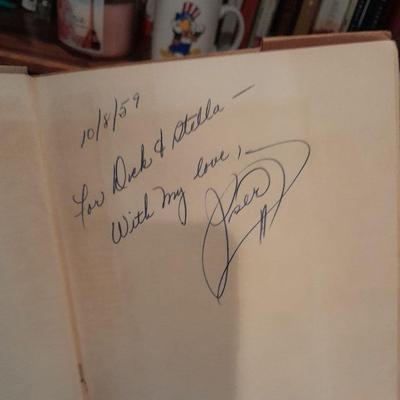 10/8/59
For Dick & Stella —
With my love, —